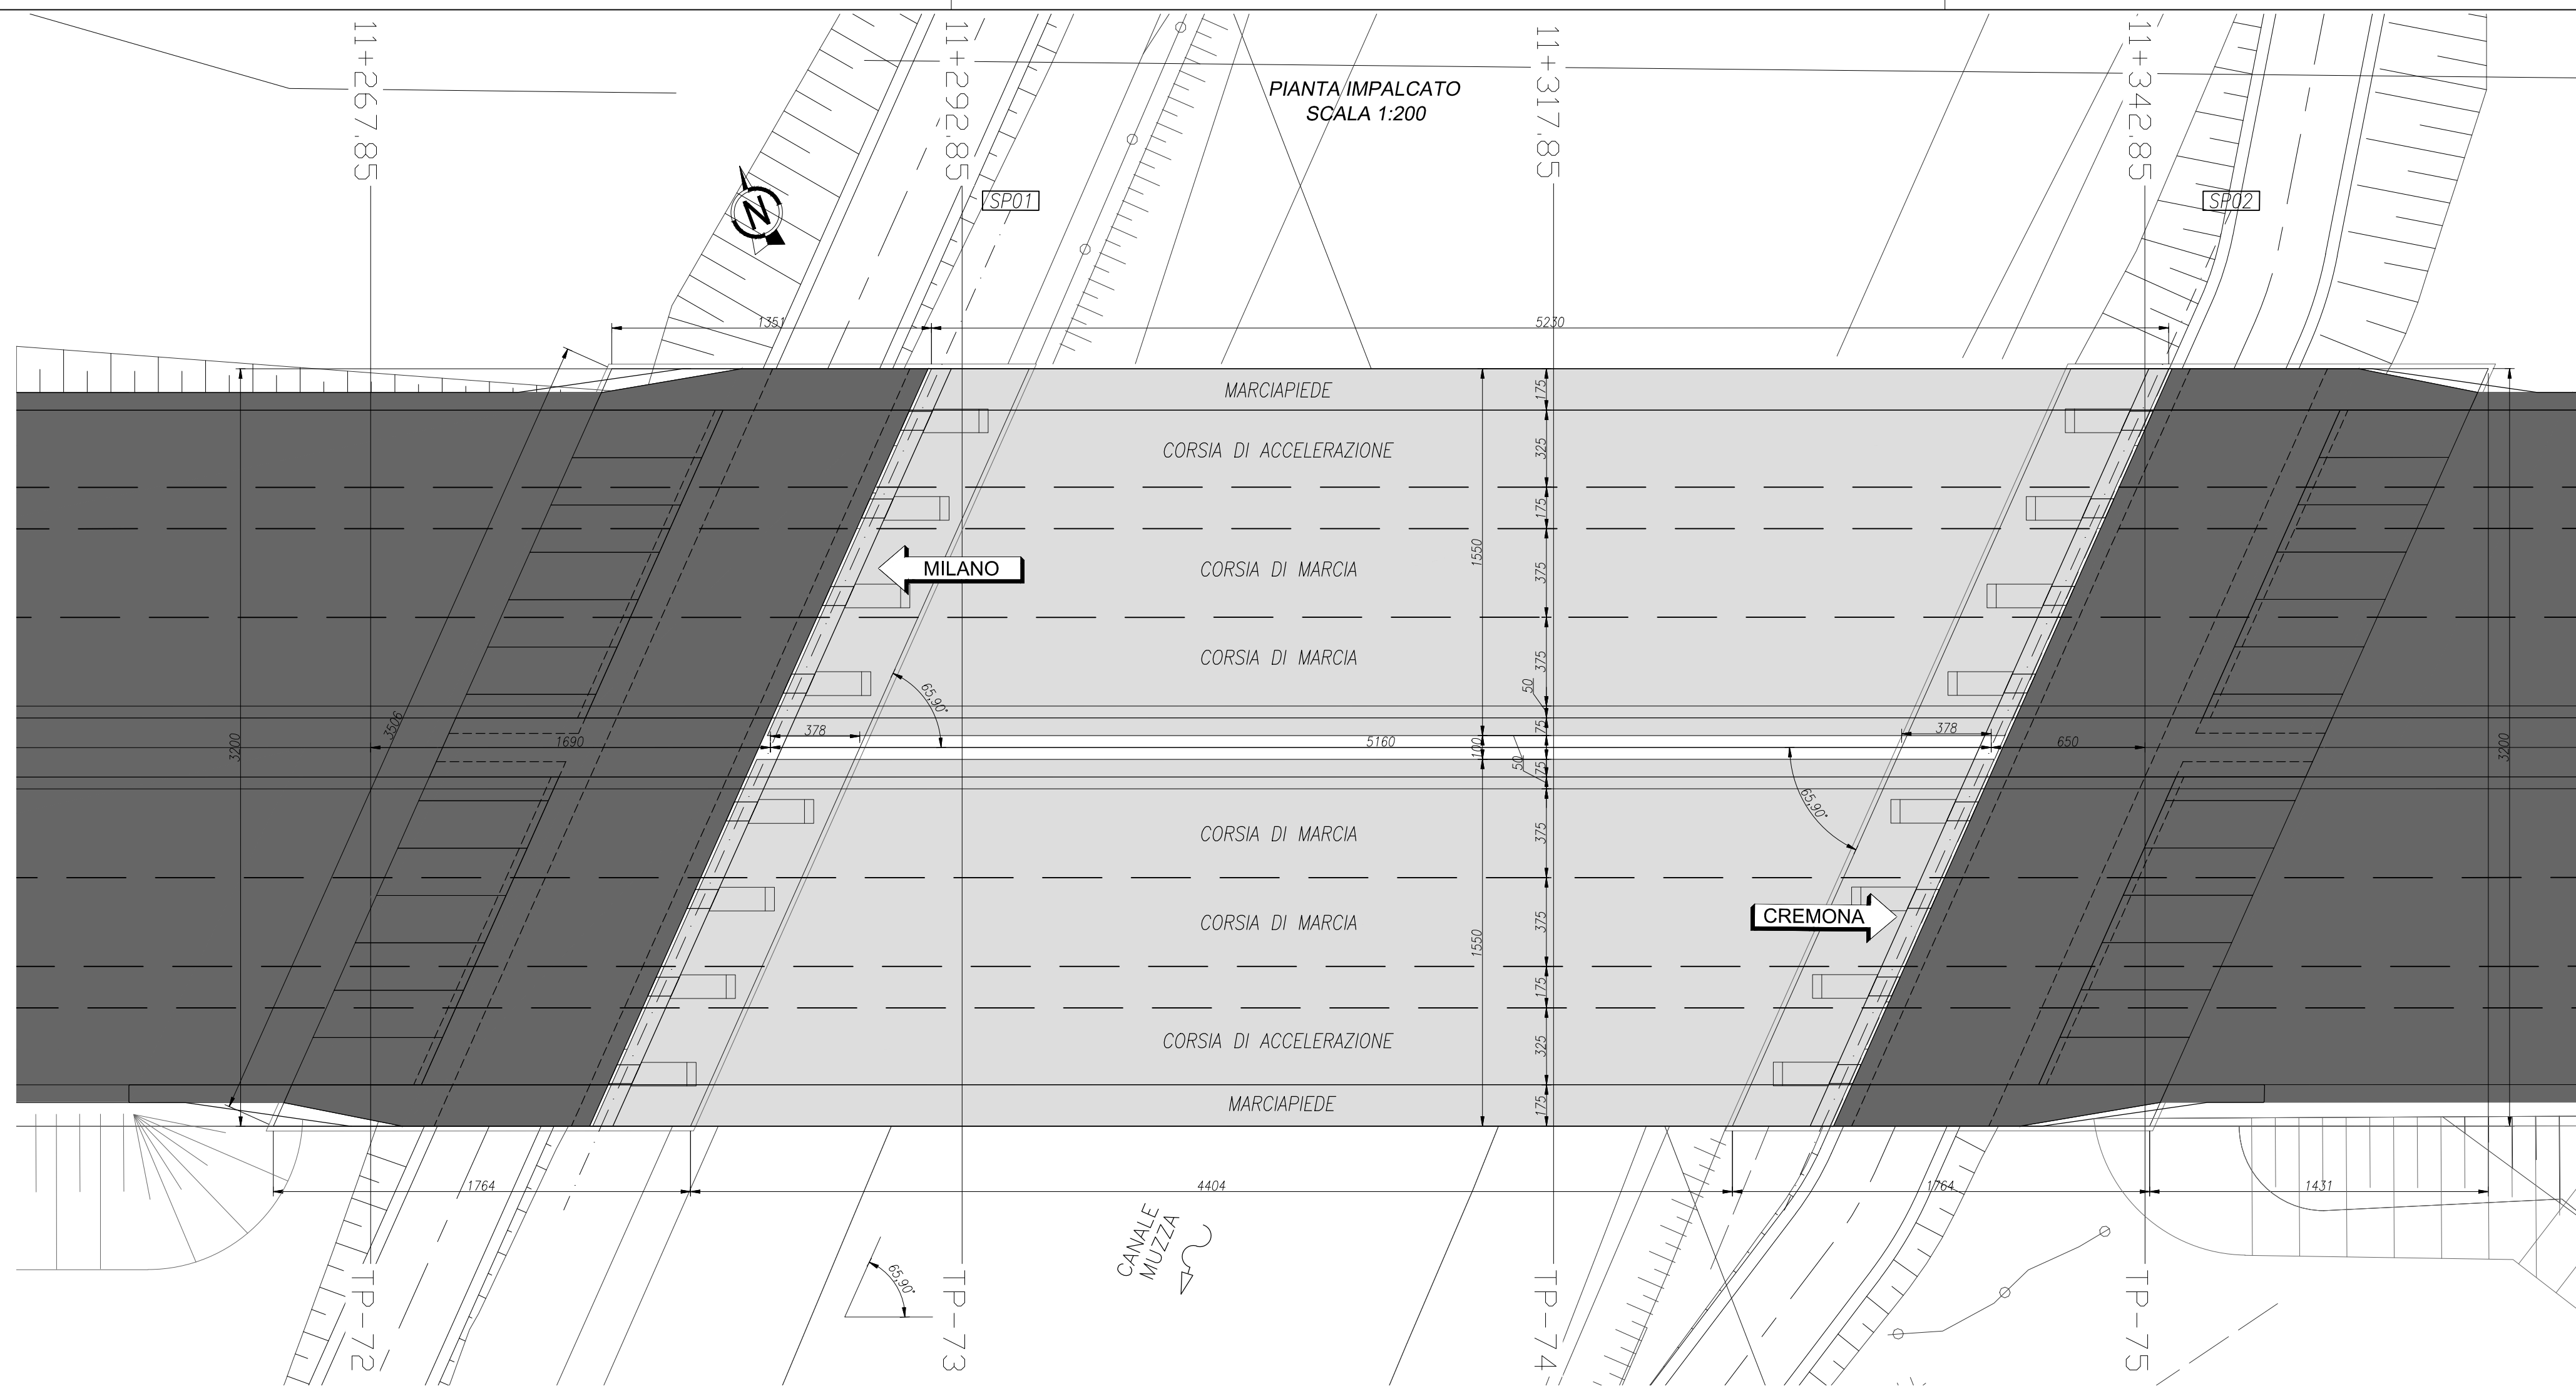 11+267.85
11+292.85
11+317.85
11+342.85
PIANTA IMPALCATO
SCALA 1:200
N
SP01
SP02
1351
5230
MARCIAPIEDE
175
CORSIA DI ACCELERAZIONE
325
175
MILANO
CORSIA DI MARCIA
1550
375
CORSIA DI MARCIA
375
65,90°
50
3506
3200
1690
378
5160
100
75
50
75
378
650
3200
65,90°
CORSIA DI MARCIA
375
CREMONA
CORSIA DI MARCIA
1550
375
175
CORSIA DI ACCELERAZIONE
325
MARCIAPIEDE
175
1764
4404
1764
1431
CANALE
MUZZA
65,90°
TP-72
TP-73
TP-74
TP-75